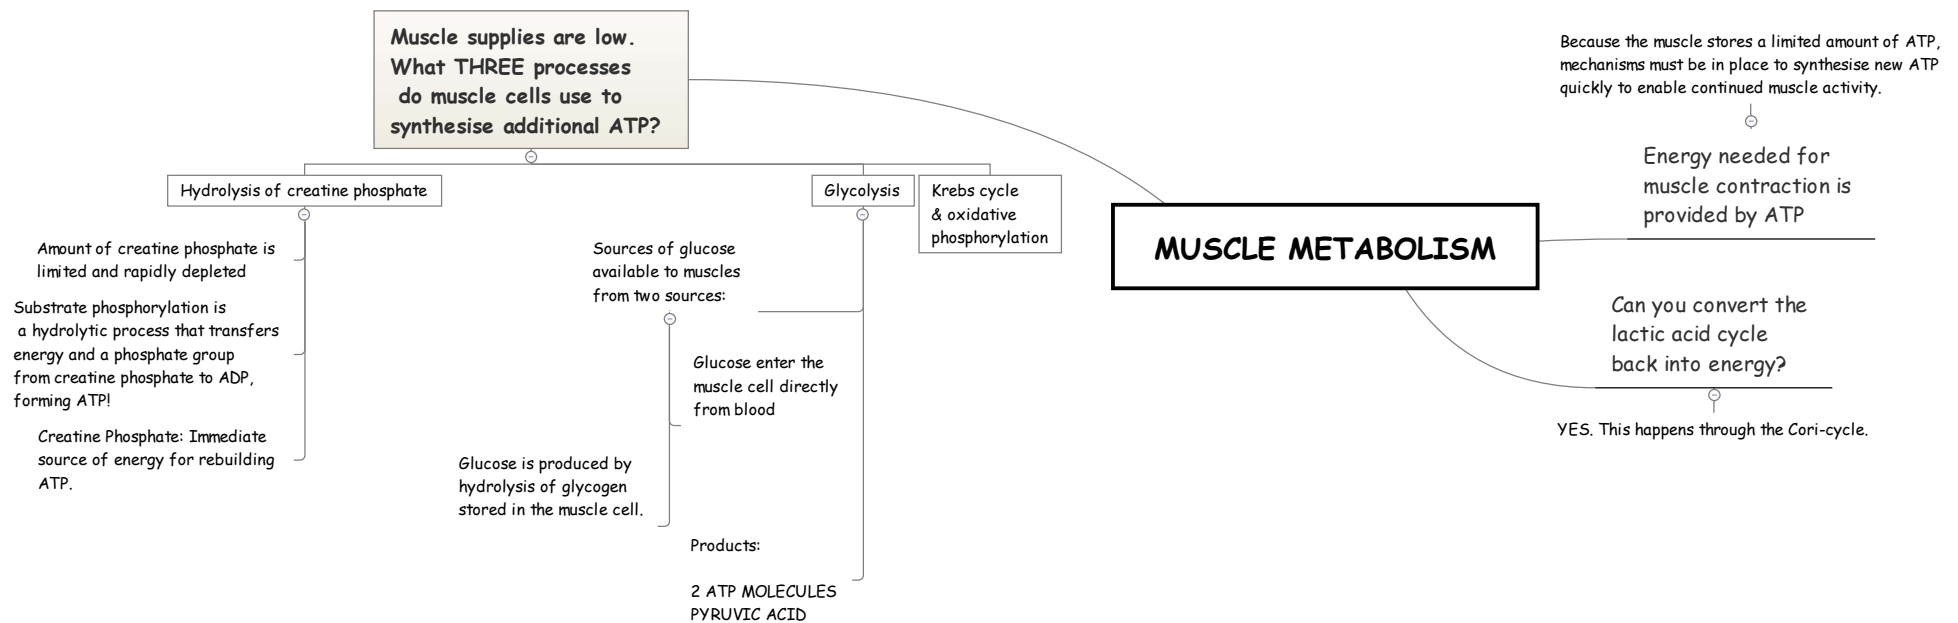 Muscle supplies are low.
What THREE processes
do muscle cells use to
synthesise additional ATP?
Hydrolysis of creatine phosphate
Amount of creatine phosphate is
limited and rapidly depleted
Substrate phosphorylation is
a hydrolytic process that transfers
energy and a phosphate group
from creatine phosphate to ADP,
forming ATP!
Creatine Phosphate: Immediate
source of energy for rebuilding
ATP.
Glycolysis
Sources of glucose
available to muscles
from two sources:
Glucose enter the
muscle cell directly
from blood
Glucose is produced by
hydrolysis of glycogen
stored in the muscle cell.
Products:
2 ATP MOLECULES
PYRUVIC ACID
Krebs cycle
& oxidative
phosphorylation
MUSCLE METABOLISM
Because the muscle stores a limited amount of ATP,
mechanisms must be in place to synthesise new ATP
quickly to enable continued muscle activity.
Energy needed for
muscle contraction is
provided by ATP
Can you convert the
lactic acid cycle
back into energy?
YES. This happens through the Cori-cycle.